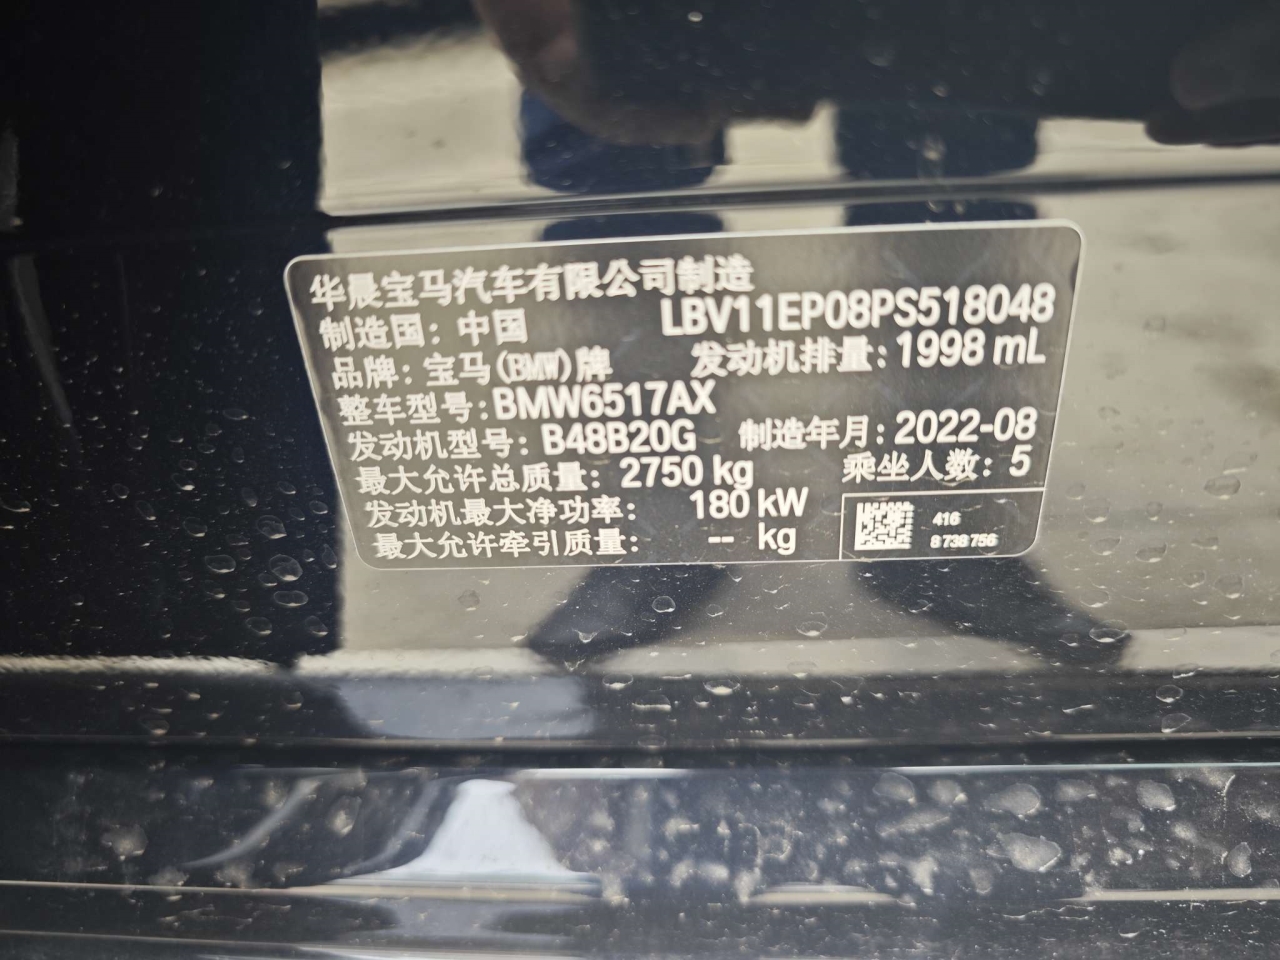 华晨宝马汽车有限公司制造
制造国：中国 LBV11EP08PS518048
品牌：宝马(BMW)牌 发动机排量：1998 mL
整车型号：BMW6517AX
发动机型号：B48B20G 制造年月：2022-08
最大允许总质量：2750 kg 乘坐人数：5
发动机最大净功率：180 kW
最大允许牵引质量：-- kg
416
8 738 756